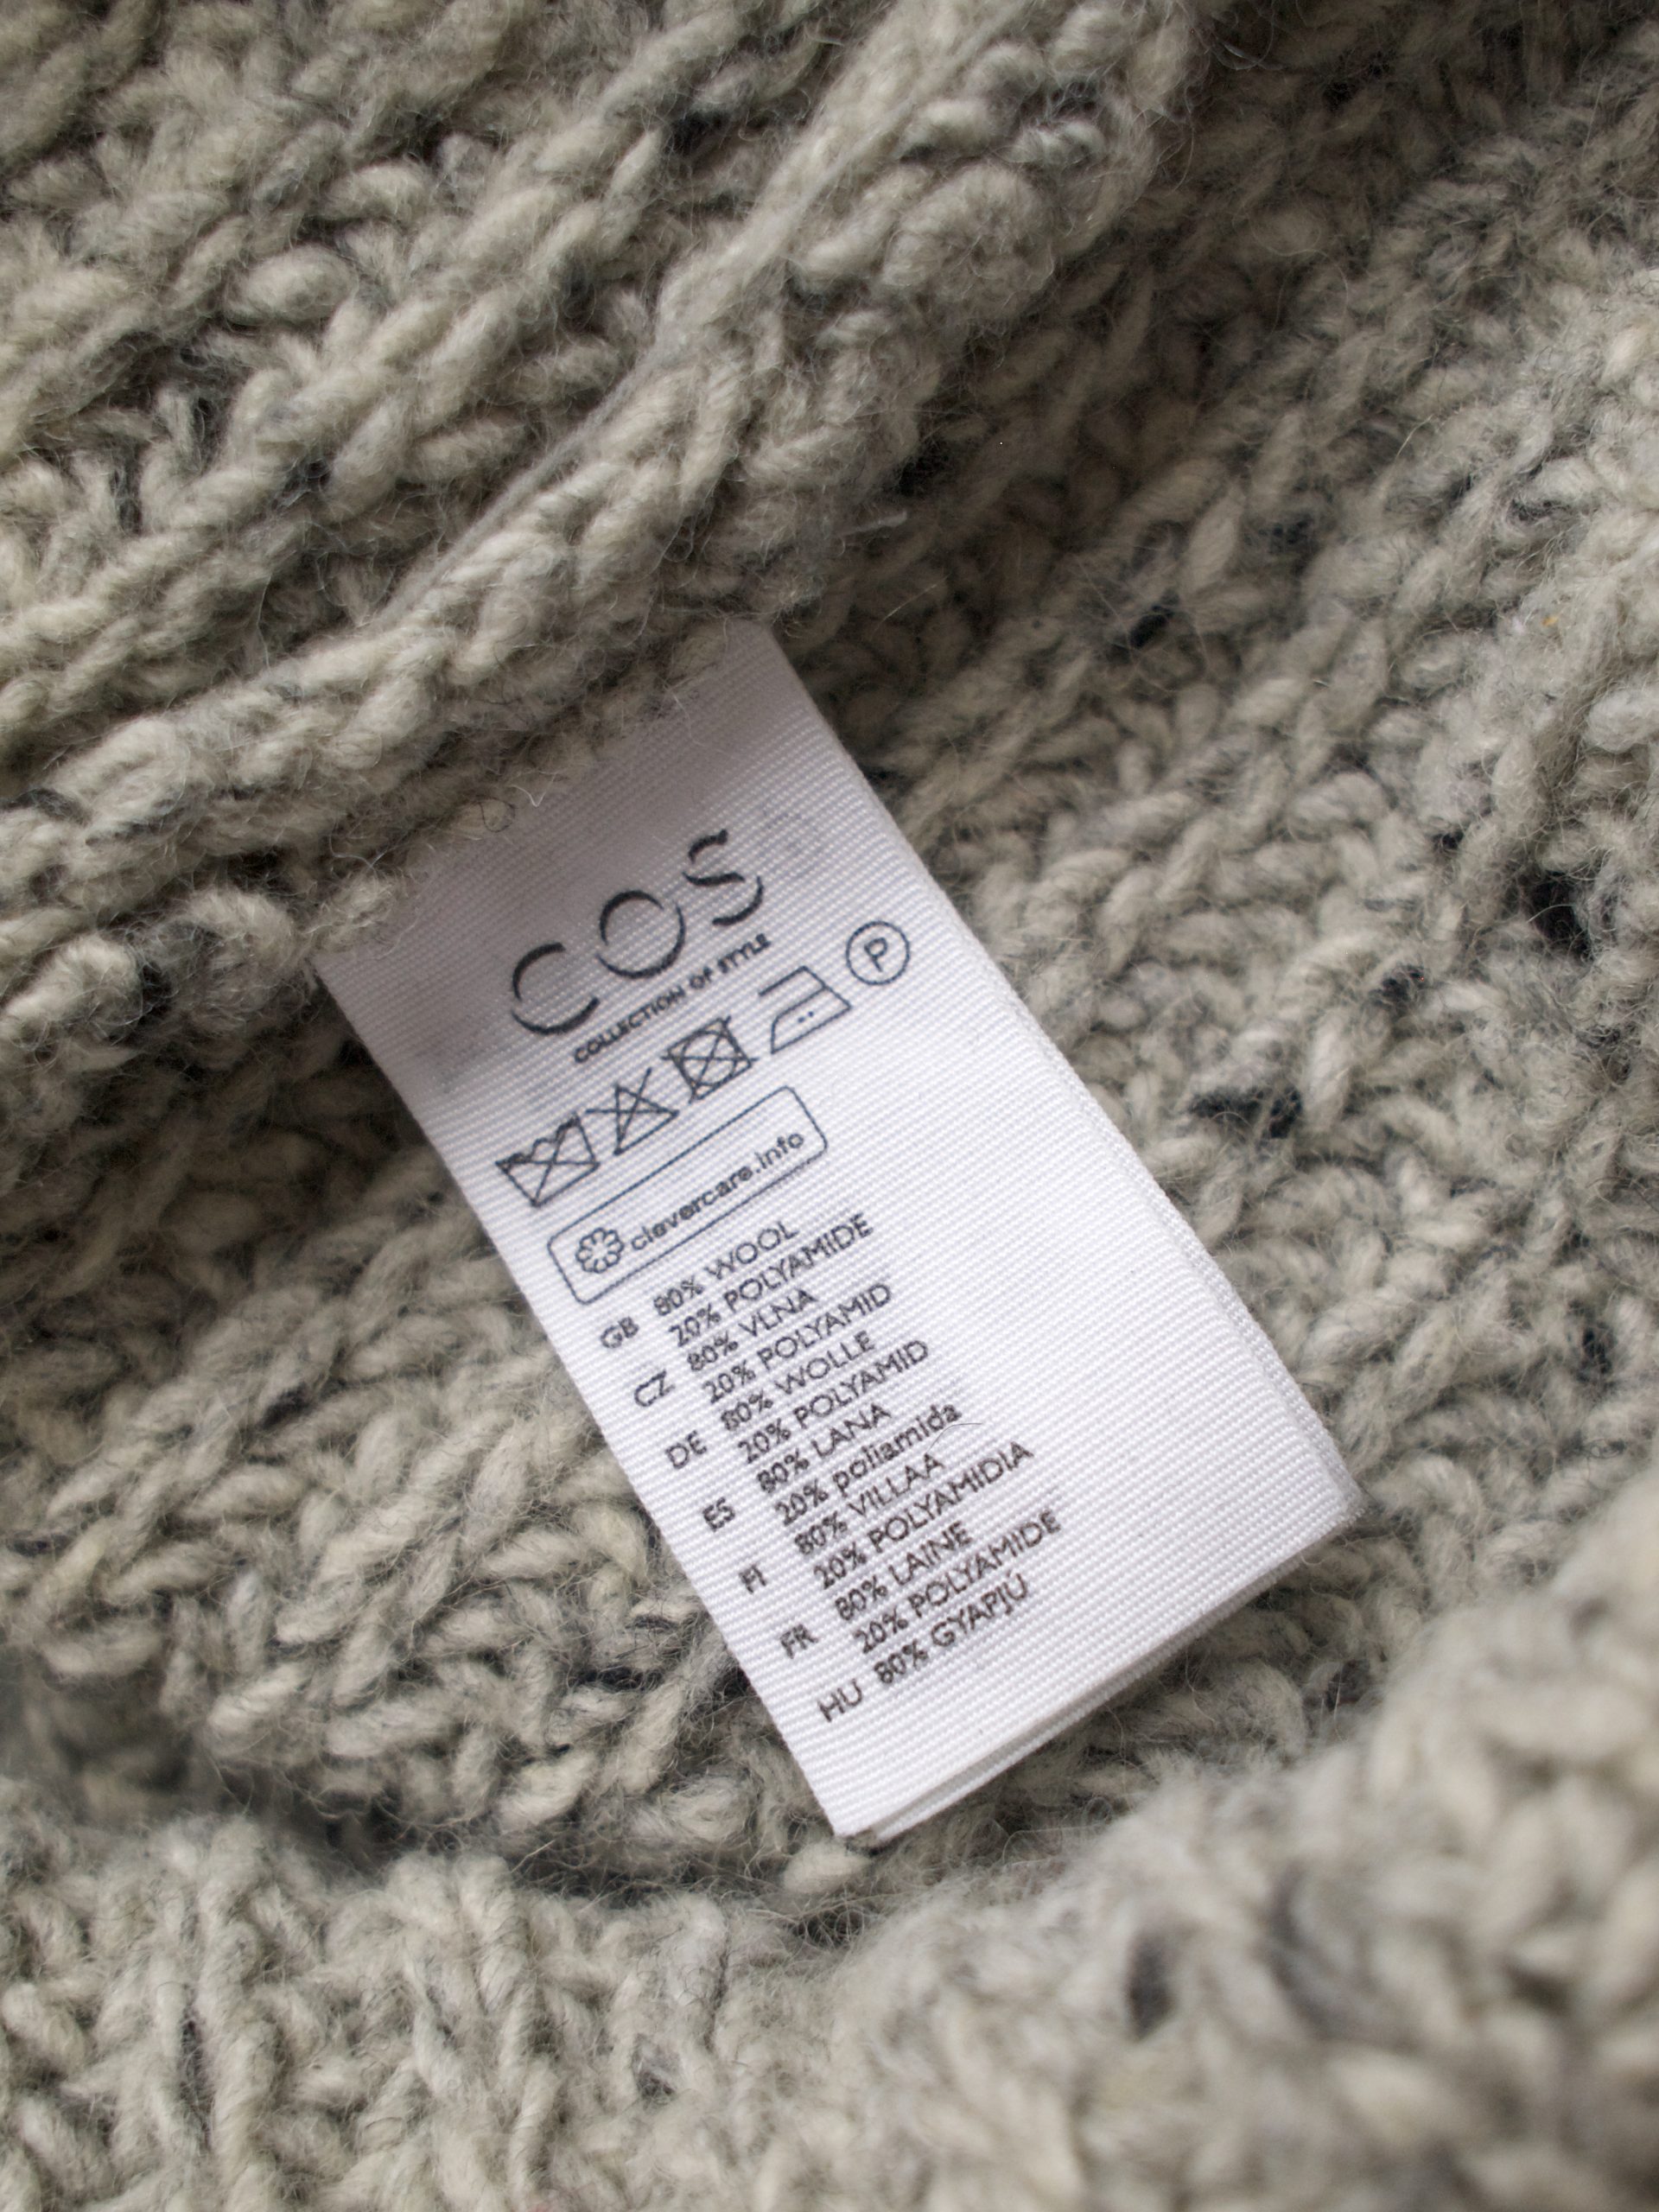 COS
COLLECTION OF STYLE
P
clevercare.info
GB 80% WOOL
20% POLYAMIDE
CZ 80% VLNA
20% POLYAMID
DE 80% WOLLE
20% POLYAMID
ES 80% LANA
20% poliamida
FI 80% VILLAA
20% POLYAMIDIA
FR 80% LAINE
20% POLYAMIDE
HU 80% GYAPJÚ